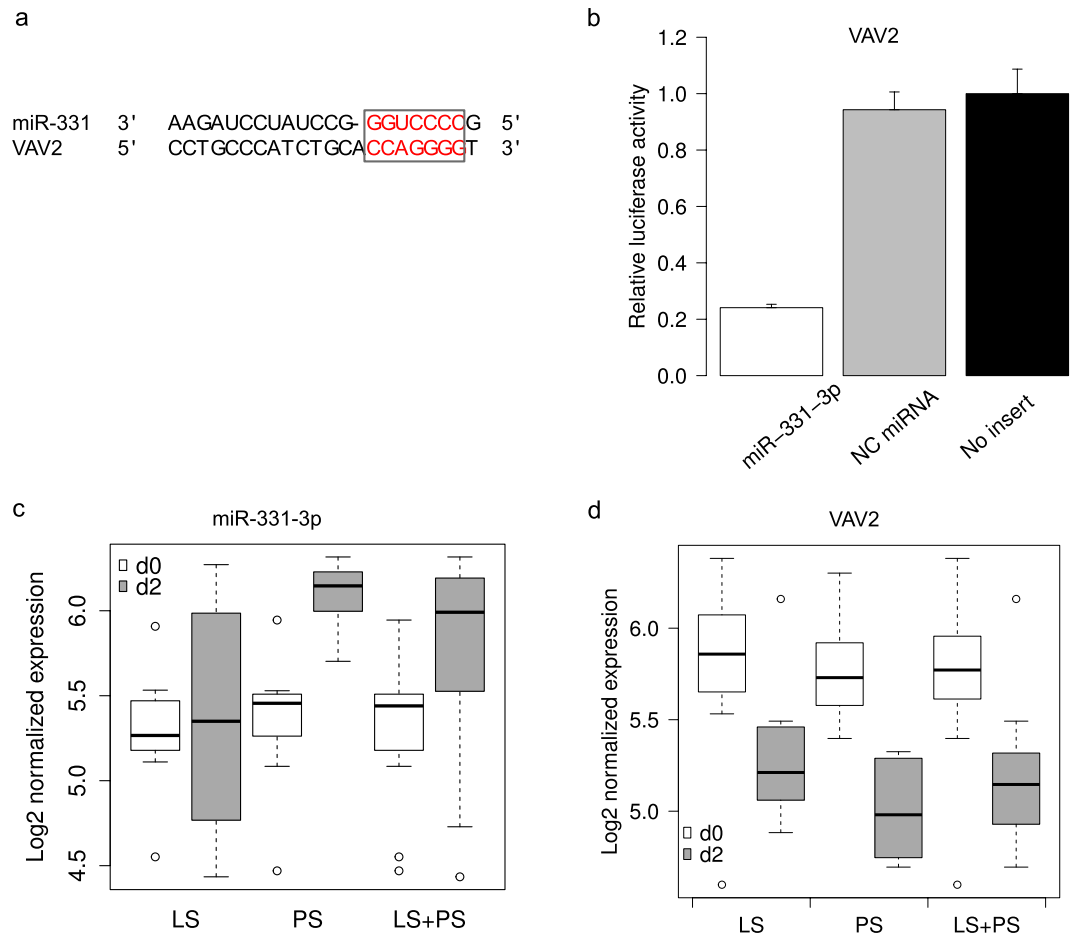 a
miR-331 3' AAGAUCCUAUCCG- GGUCCCCG 5'
VAV2 5' CCTGCCCATCTGCACCAGGGGT 3'
b
VAV2
Relative luciferase activity
1.2
1.0
0.8
0.6
0.4
0.2
0.0
miR-331-3p
NC miRNA
No insert
c
miR-331-3p
Log2 normalized expression
6.0
5.5
5.0
4.5
d0
d2
LS
PS
LS+PS
d
VAV2
Log2 normalized expression
6.0
5.5
5.0
d0
d2
LS
PS
LS+PS